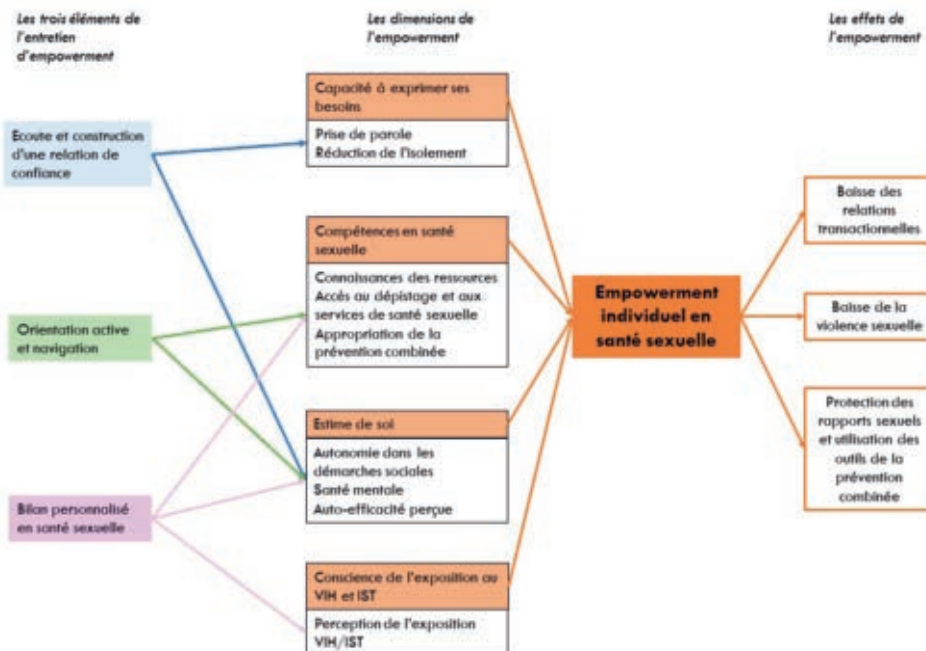 Les trois éléments de
l'entretien
d'empowerment
Ecoute et construction
d'une relation de
confiance
Orientation active
et navigation
Bilan personnalisé
en santé sexuelle
Les dimensions de
l'empowerment
Capacité à exprimer ses
besoins
Prise de parole
Réduction de l'isolement
Compétences en santé
sexuelle
Connaissances des ressources
Accès au dépistage et aux
services de santé sexuelle
Appropriation de la
prévention combinée
Estime de soi
Autonomie dans les
démarches sociales
Santé mentale
Auto-efficacité perçue
Conscience de l'exposition au
VIH et IST
Perception de l'exposition
VIH/IST
Empowerment
individuel en
santé sexuelle
Les effets de
l'empowerment
Baisse des
relations
transactionnelles
Baisse de la
violence sexuelle
Protection des
rapports sexuels
et utilisation des
outils de la
prévention
combinée